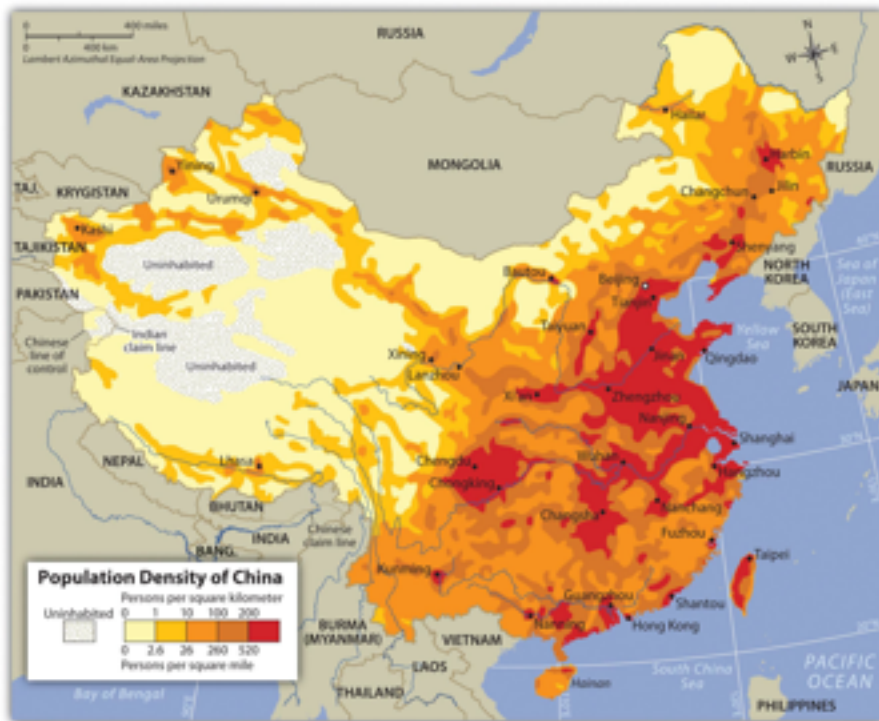 0 400 miles
0 400 km
Lambert Azimuthal Equal-Area Projection
RUSSIA
N
W E
S
KAZAKHSTAN
Hailar
MONGOLIA
Harbin
RUSSIA
Yining
TAJ.
KRYGISTAN
Urumqi
Jilin
Changchun
Kashi
TAJIKISTAN
Shenyang
NORTH
KOREA
Sea of
Japan
(East
Sea)
40°N
Uninhabited
Baotou
Beijing
Tianjin
PAKISTAN
Indian
claim line
Taiyuan
Yellow
Sea
SOUTH
KOREA
Chinese
line of
control
Uninhabited
Xining
Lanzhou
Jinan
Qingdao
JAPAN
Xi'an
Zhengzhou
Nanjing
Shanghai
30°N
NEPAL
Lhasa
Chengdu
Wuhan
Hangzhou
INDIA
Chongking
BHUTAN
Nanchang
Changsha
INDIA
Chinese
claim line
Fuzhou
BANG.
Taipei
Population Density of China
Persons per square kilometer
Uninhabited
0 1 10 100 200
0 2.6 26 260 520
Persons per square mile
Kunming
Guangzhou
Shantou
BURMA
(MYANMAR)
Nanning
Hong Kong
VIETNAM
LAOS
South China
Sea
PACIFIC
OCEAN
Bay of Bengal
Hainan
THAILAND
PHILIPPINES